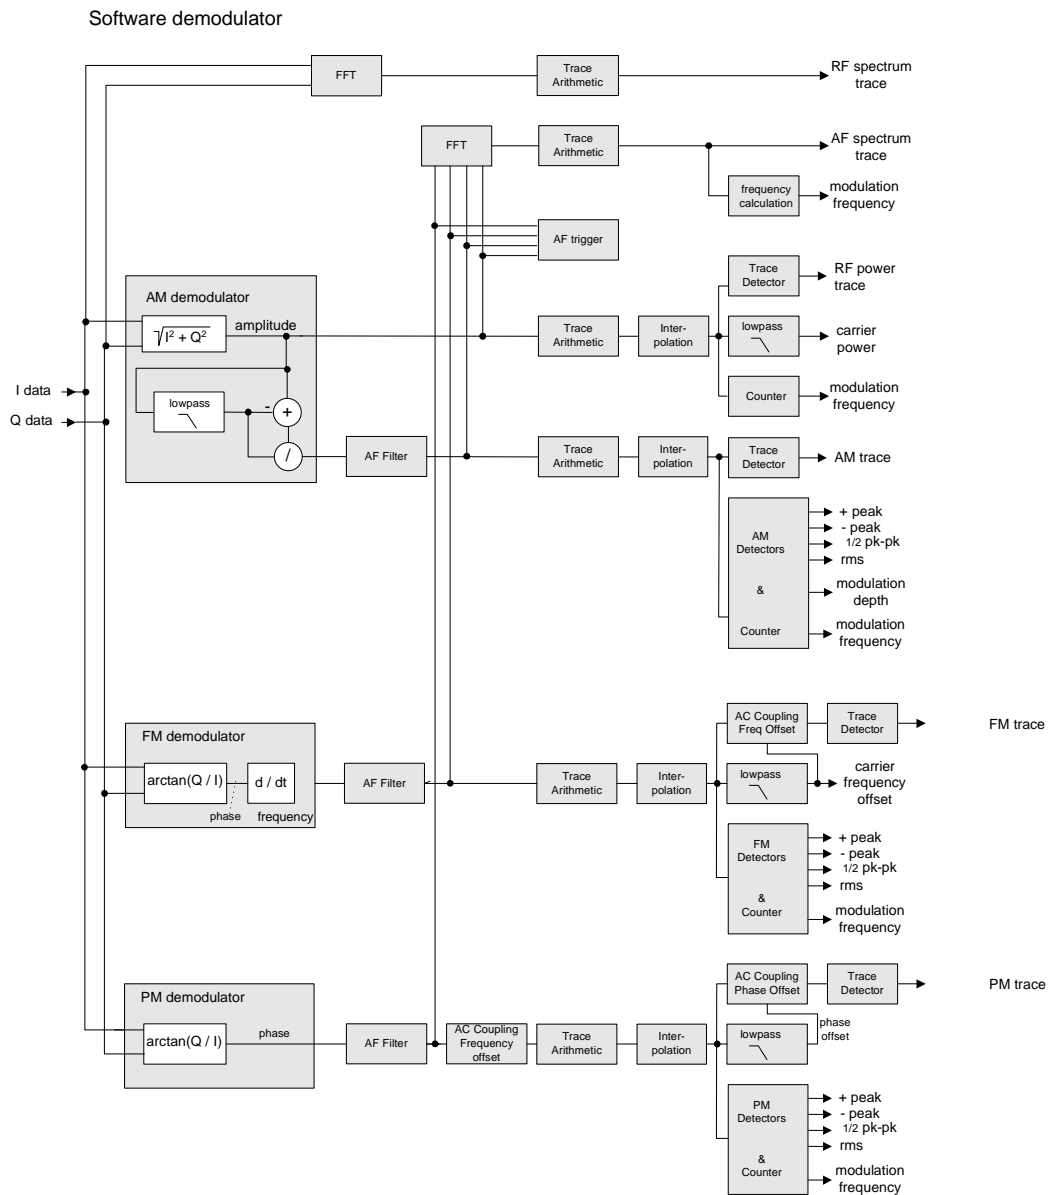 Software demodulator
FFT
Trace
Arithmetic
RF spectrum
trace
FFT
Trace
Arithmetic
AF spectrum
trace
frequency
calculation
modulation
frequency
AF trigger
Trace
Detector
RF power
trace
AM demodulator
√I² + Q²
amplitude
Trace
Arithmetic
Inter-
polation
lowpass
carrier
power
I data
Q data
lowpass
-
+
/
Counter
modulation
frequency
AF Filter
Trace
Arithmetic
Inter-
polation
Trace
Detector
AM trace
AM
Detectors
&
Counter
+ peak
- peak
1/2 pk-pk
rms
modulation
depth
modulation
frequency
FM demodulator
arctan(Q / I)
d / dt
phase
frequency
AF Filter
Trace
Arithmetic
Inter-
polation
AC Coupling
Freq Offset
Trace
Detector
FM trace
lowpass
carrier
frequency
offset
FM
Detectors
&
Counter
+ peak
- peak
1/2 pk-pk
rms
modulation
frequency
PM demodulator
arctan(Q / I)
phase
AF Filter
AC Coupling
Frequency
offset
Trace
Arithmetic
Inter-
polation
AC Coupling
Phase Offset
Trace
Detector
PM trace
lowpass
phase
offset
PM
Detectors
&
Counter
+ peak
- peak
1/2 pk-pk
rms
modulation
frequency